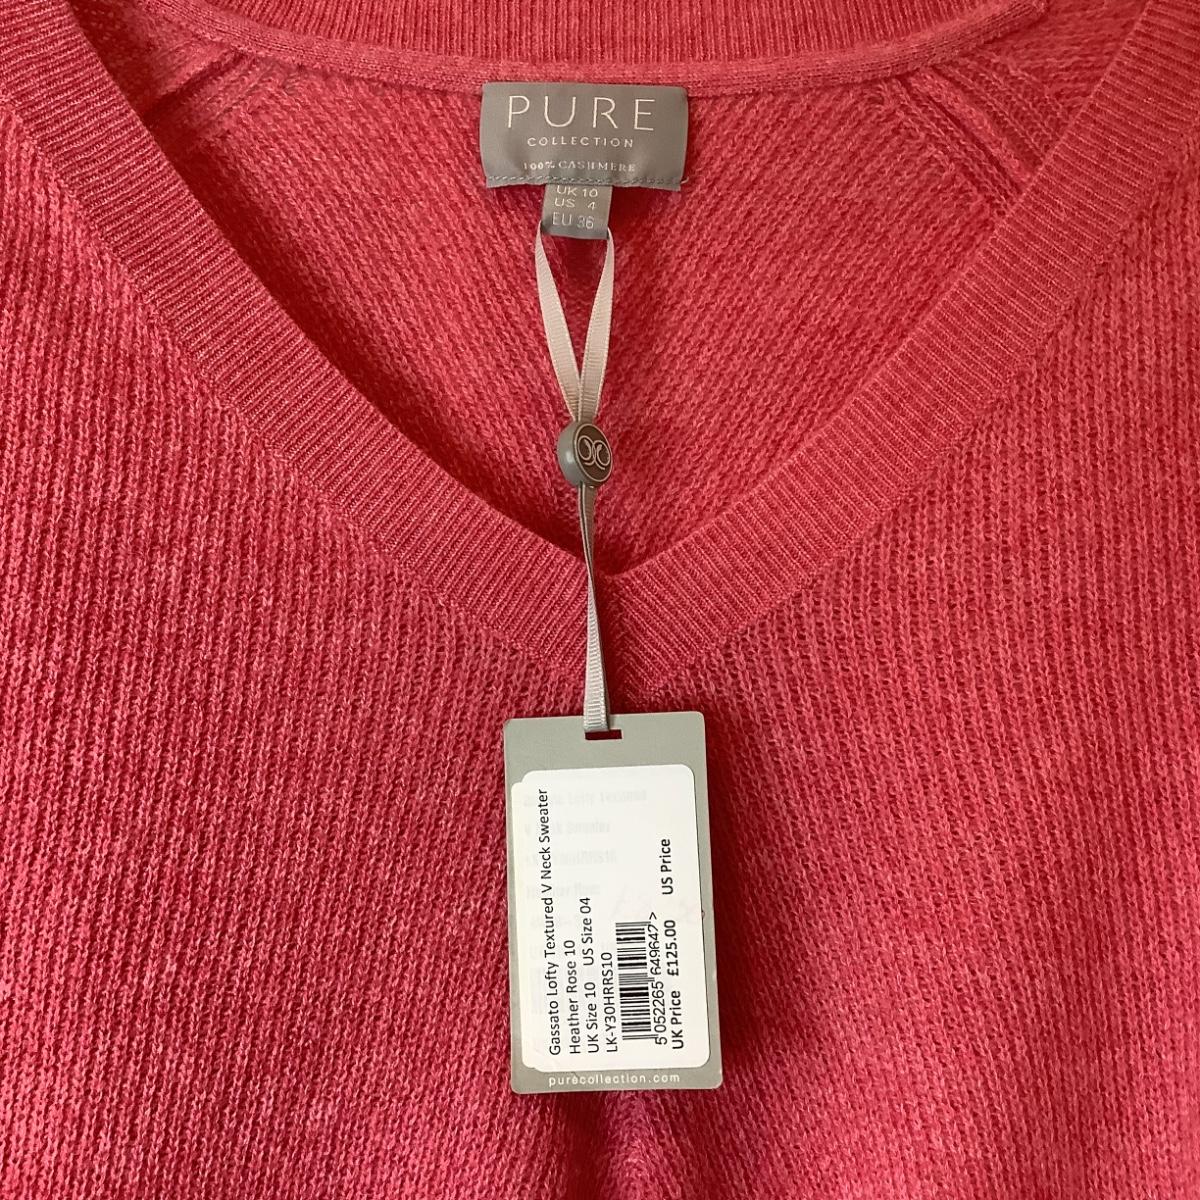 PURE
COLLECTION
100% CASHMERE
UK 10
US 4
EU 36
Gassato Lofty Textured V Neck Sweater
Heather Rose 10
UK Size 10 US Size 04
LK-Y30HRRS10
5 052265 649642 >
UK Price £125.00 US Price
purecollection.com